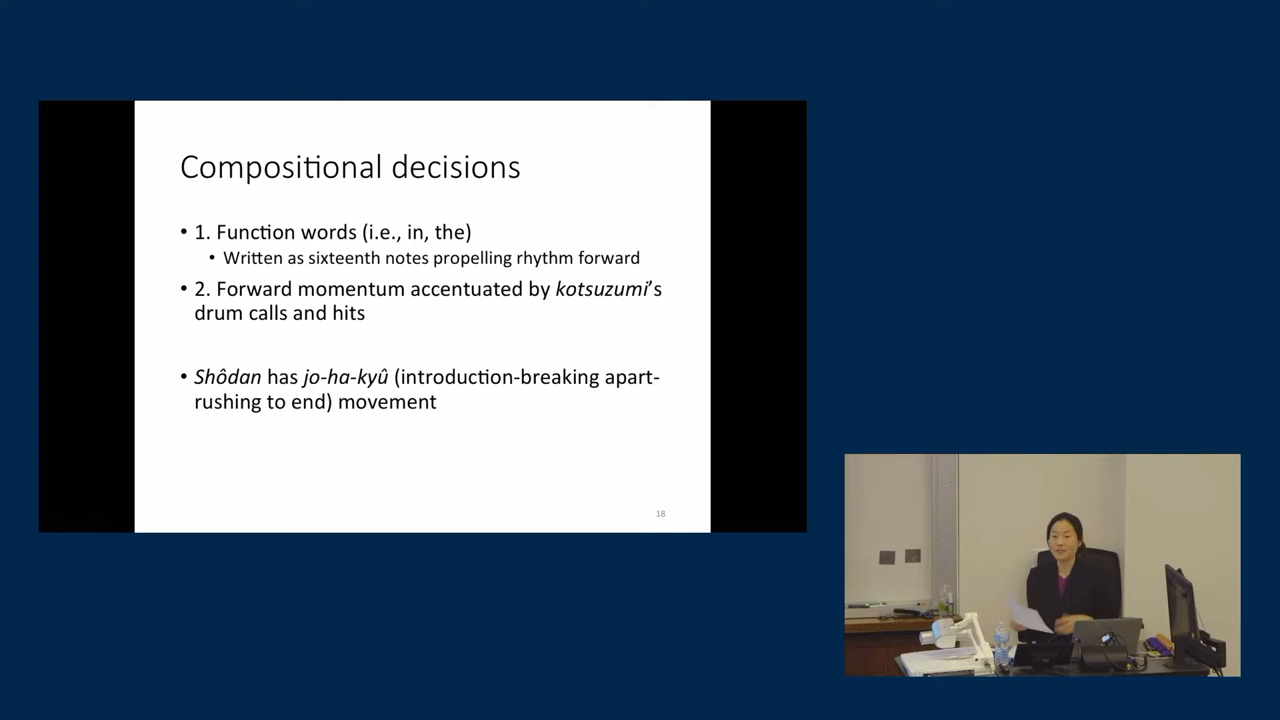 Compositional decisions
• 1. Function words (i.e., in, the)
• Written as sixteenth notes propelling rhythm forward
• 2. Forward momentum accentuated by kotsuzumi’s
drum calls and hits
• Shôdan has jo-ha-kyû (introduction-breaking apart-
rushing to end) movement
18